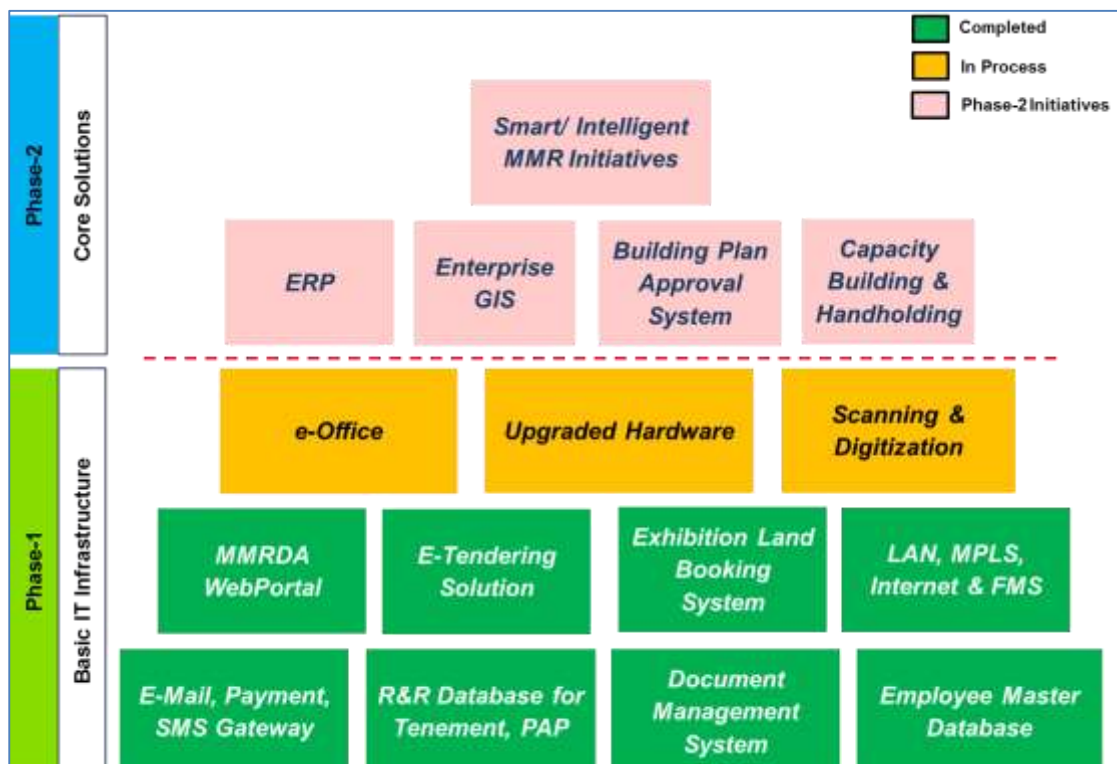 Completed
In Process
Phase-2 Initiatives
Phase-2
Core Solutions
Smart/ Intelligent
MMR Initiatives
ERP
Enterprise
GIS
Building Plan
Approval
System
Capacity
Building &
Handholding
Phase-1
Basic IT Infrastructure
e-Office
Upgraded Hardware
Scanning &
Digitization
MMRDA
WebPortal
E-Tendering
Solution
Exhibition Land
Booking
System
LAN, MPLS,
Internet & FMS
E-Mail, Payment,
SMS Gateway
R&R Database for
Tenement, PAP
Document
Management
System
Employee Master
Database